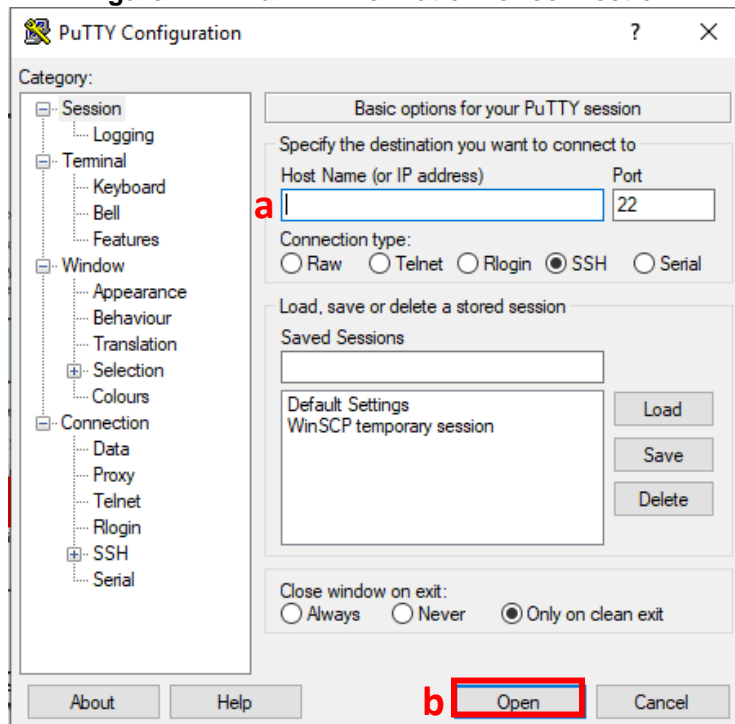 PuTTY Configuration ? ×
Category:
Session
Logging
Terminal
Keyboard
Bell
Features
Window
Appearance
Behaviour
Translation
Selection
Colours
Connection
Data
Proxy
Telnet
Rlogin
SSH
Serial
Basic options for your PuTTY session
Specify the destination you want to connect to
Host Name (or IP address) Port
a 22
Connection type:
Raw Telnet Rlogin SSH Serial
Load, save or delete a stored session
Saved Sessions
Default Settings
WinSCP temporary session
Load
Save
Delete
Close window on exit:
Always Never Only on clean exit
About Help b Open Cancel